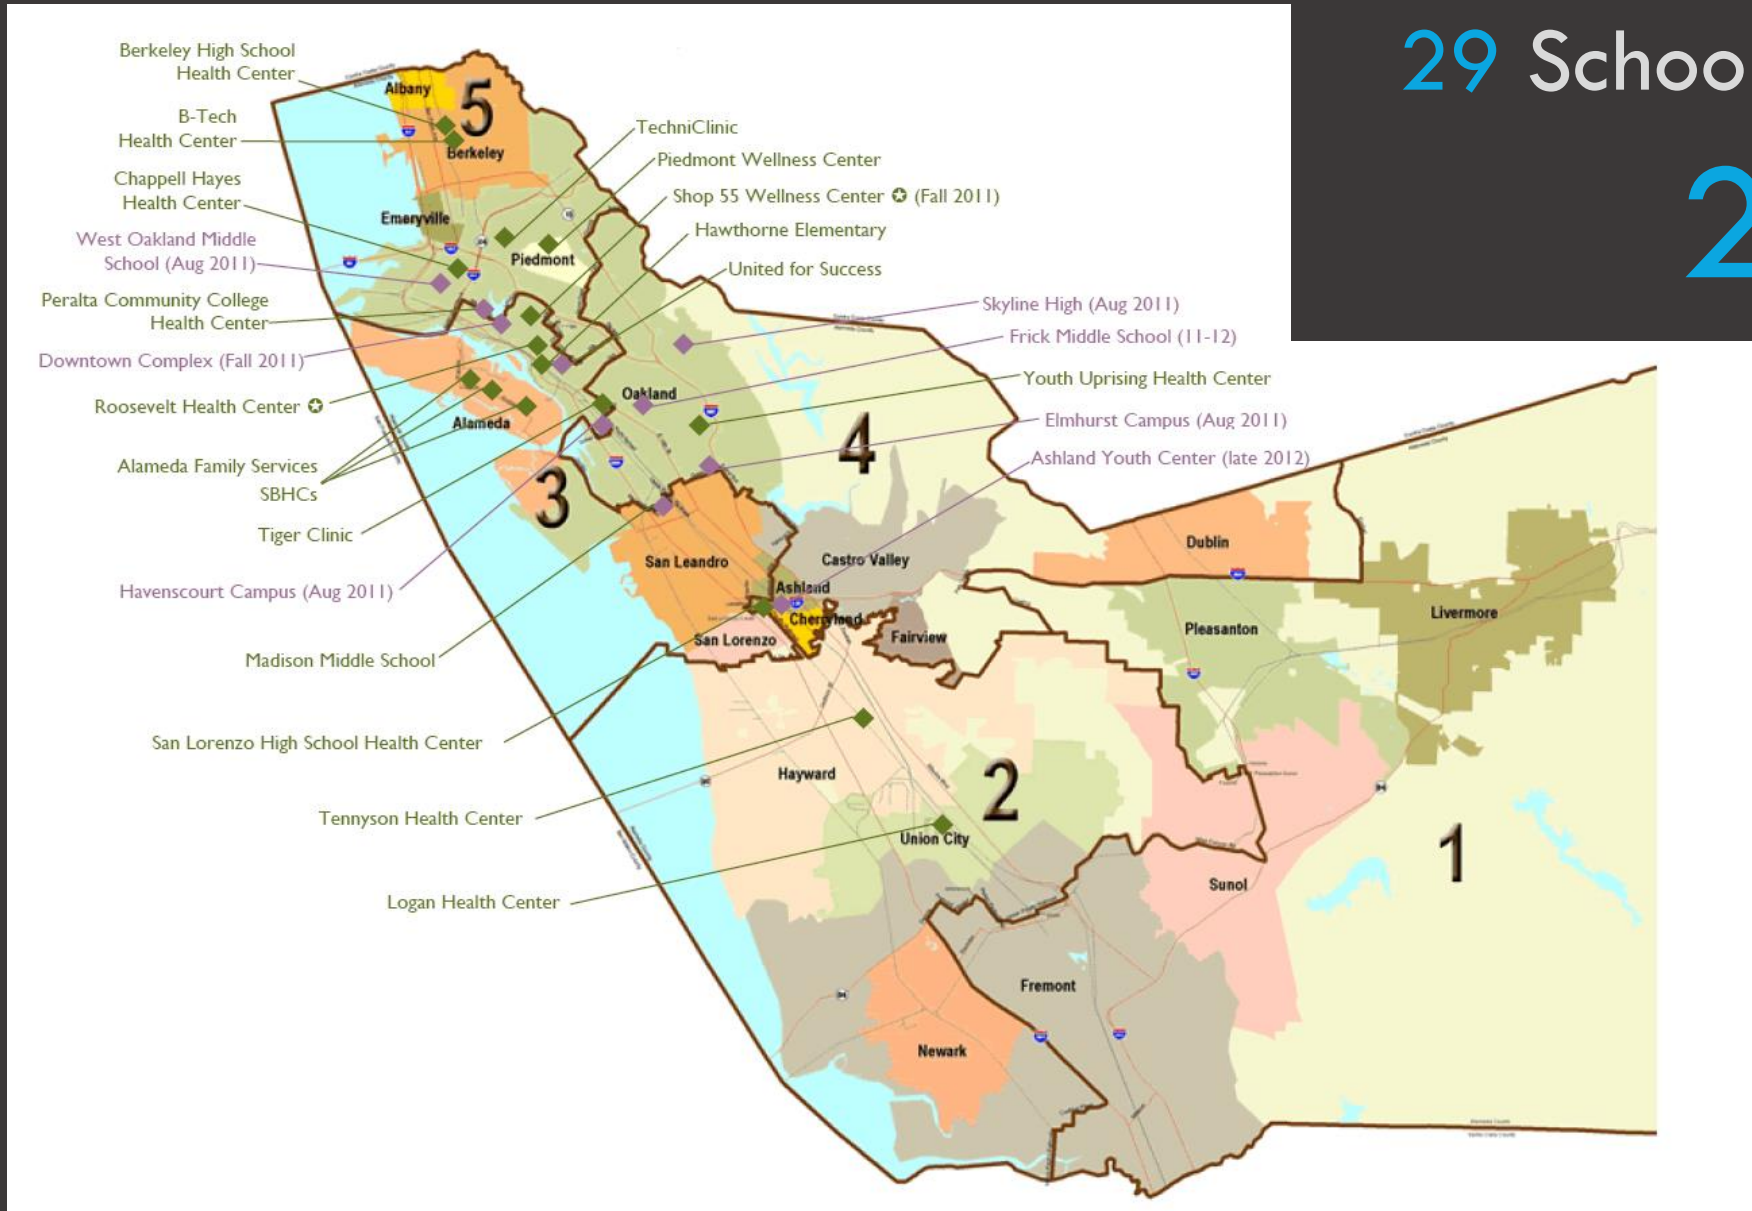 29 Schoo
2
Berkeley High School
Health Center
B-Tech
Health Center
Chappell Hayes
Health Center
West Oakland Middle
School (Aug 2011)
Peralta Community College
Health Center
Downtown Complex (Fall 2011)
Roosevelt Health Center
Alameda Family Services
SBHCs
Tiger Clinic
Havenscourt Campus (Aug 2011)
Madison Middle School
San Lorenzo High School Health Center
Tennyson Health Center
Logan Health Center
TechniClinic
Piedmont Wellness Center
Shop 55 Wellness Center (Fall 2011)
Hawthorne Elementary
United for Success
Skyline High (Aug 2011)
Frick Middle School (11-12)
Youth Uprising Health Center
Elmhurst Campus (Aug 2011)
Ashland Youth Center (late 2012)
Albany
5
Berkeley
Emeryville
Piedmont
Oakland
Alameda
4
3
San Leandro
Castro Valley
Ashland
Cherryland
San Lorenzo
Fairview
Dublin
Pleasanton
Livermore
Hayward
2
Union City
1
Sunol
Fremont
Newark